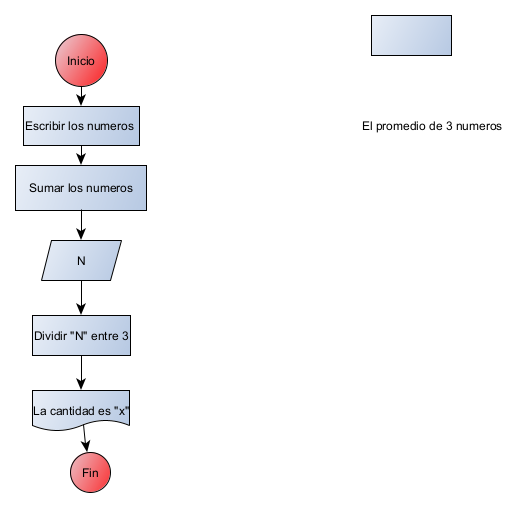 Inicio
Escribir los numeros
Sumar los numeros
N
Dividir "N" entre 3
La cantidad es "x"
Fin
El promedio de 3 numeros